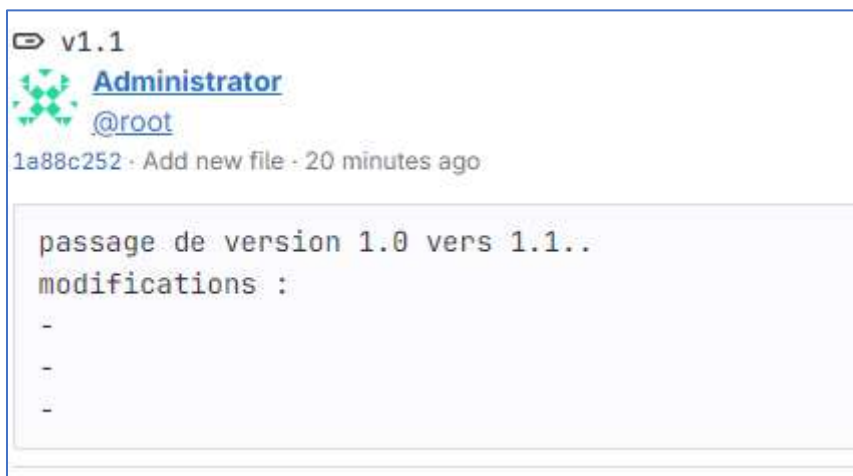 v1.1
Administrator
@root
1a88c252 · Add new file · 20 minutes ago
passage de version 1.0 vers 1.1..
modifications :
-
-
-